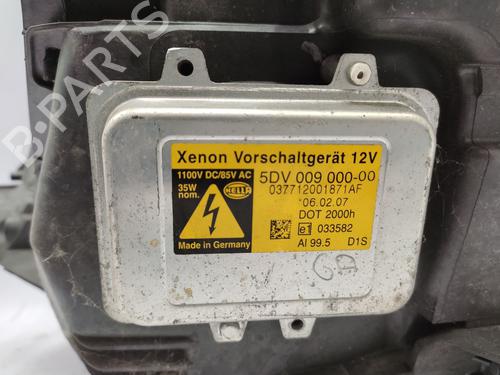 B-PARTS
Xenon Vorschaltgerät 12V
1100V DC/85V AC
35W
nom.
HELLA
Made in Germany
5DV 009 000-00
037712001871AF
06.02.07
DOT 2000h
e1 033582
Al 99.5 D1S